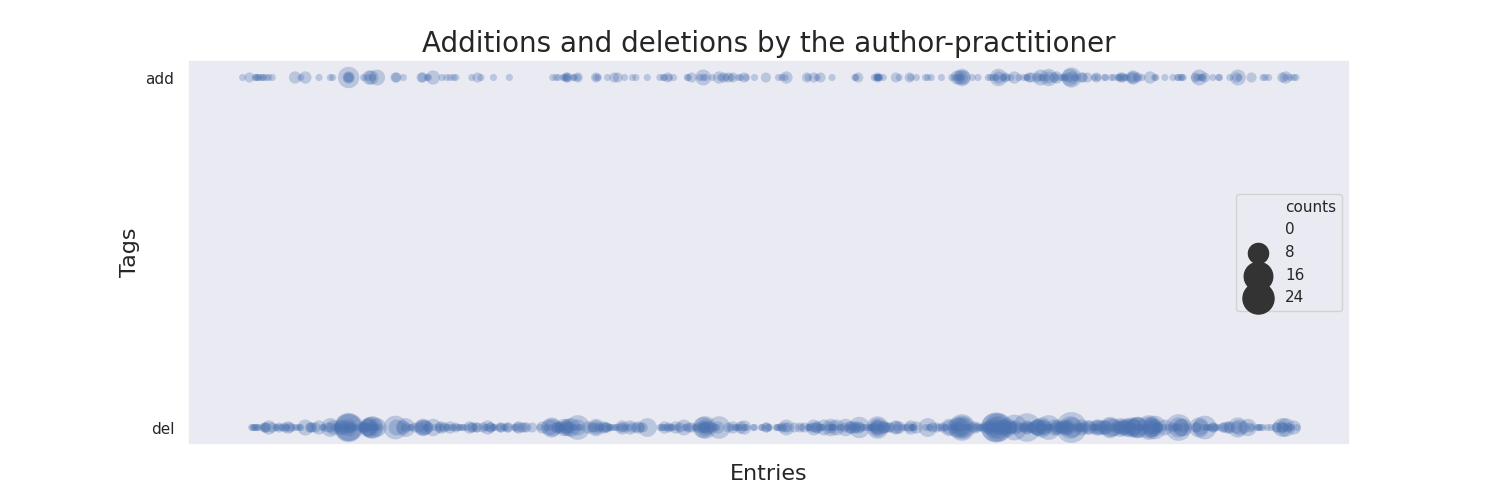 Additions and deletions by the author-practitioner
add
Tags
counts
0
8
16
24
del
Entries